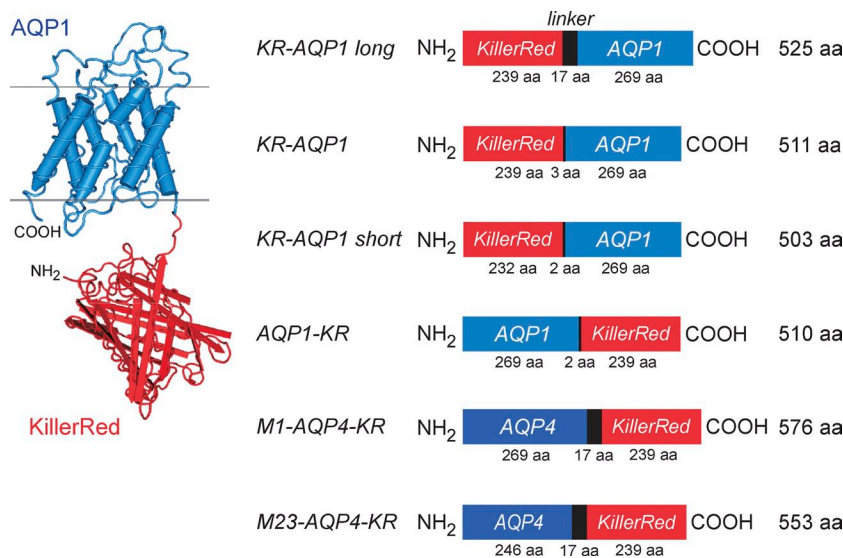 AQP1
COOH
NH2
KillerRed
linker
KR-AQP1 long NH2 KillerRed AQP1 COOH 525 aa
239 aa 17 aa 269 aa
KR-AQP1 NH2 KillerRed AQP1 COOH 511 aa
239 aa 3 aa 269 aa
KR-AQP1 short NH2 KillerRed AQP1 COOH 503 aa
232 aa 2 aa 269 aa
AQP1-KR NH2 AQP1 KillerRed COOH 510 aa
269 aa 2 aa 239 aa
M1-AQP4-KR NH2 AQP4 KillerRed COOH 576 aa
269 aa 17 aa 239 aa
M23-AQP4-KR NH2 AQP4 KillerRed COOH 553 aa
246 aa 17 aa 239 aa